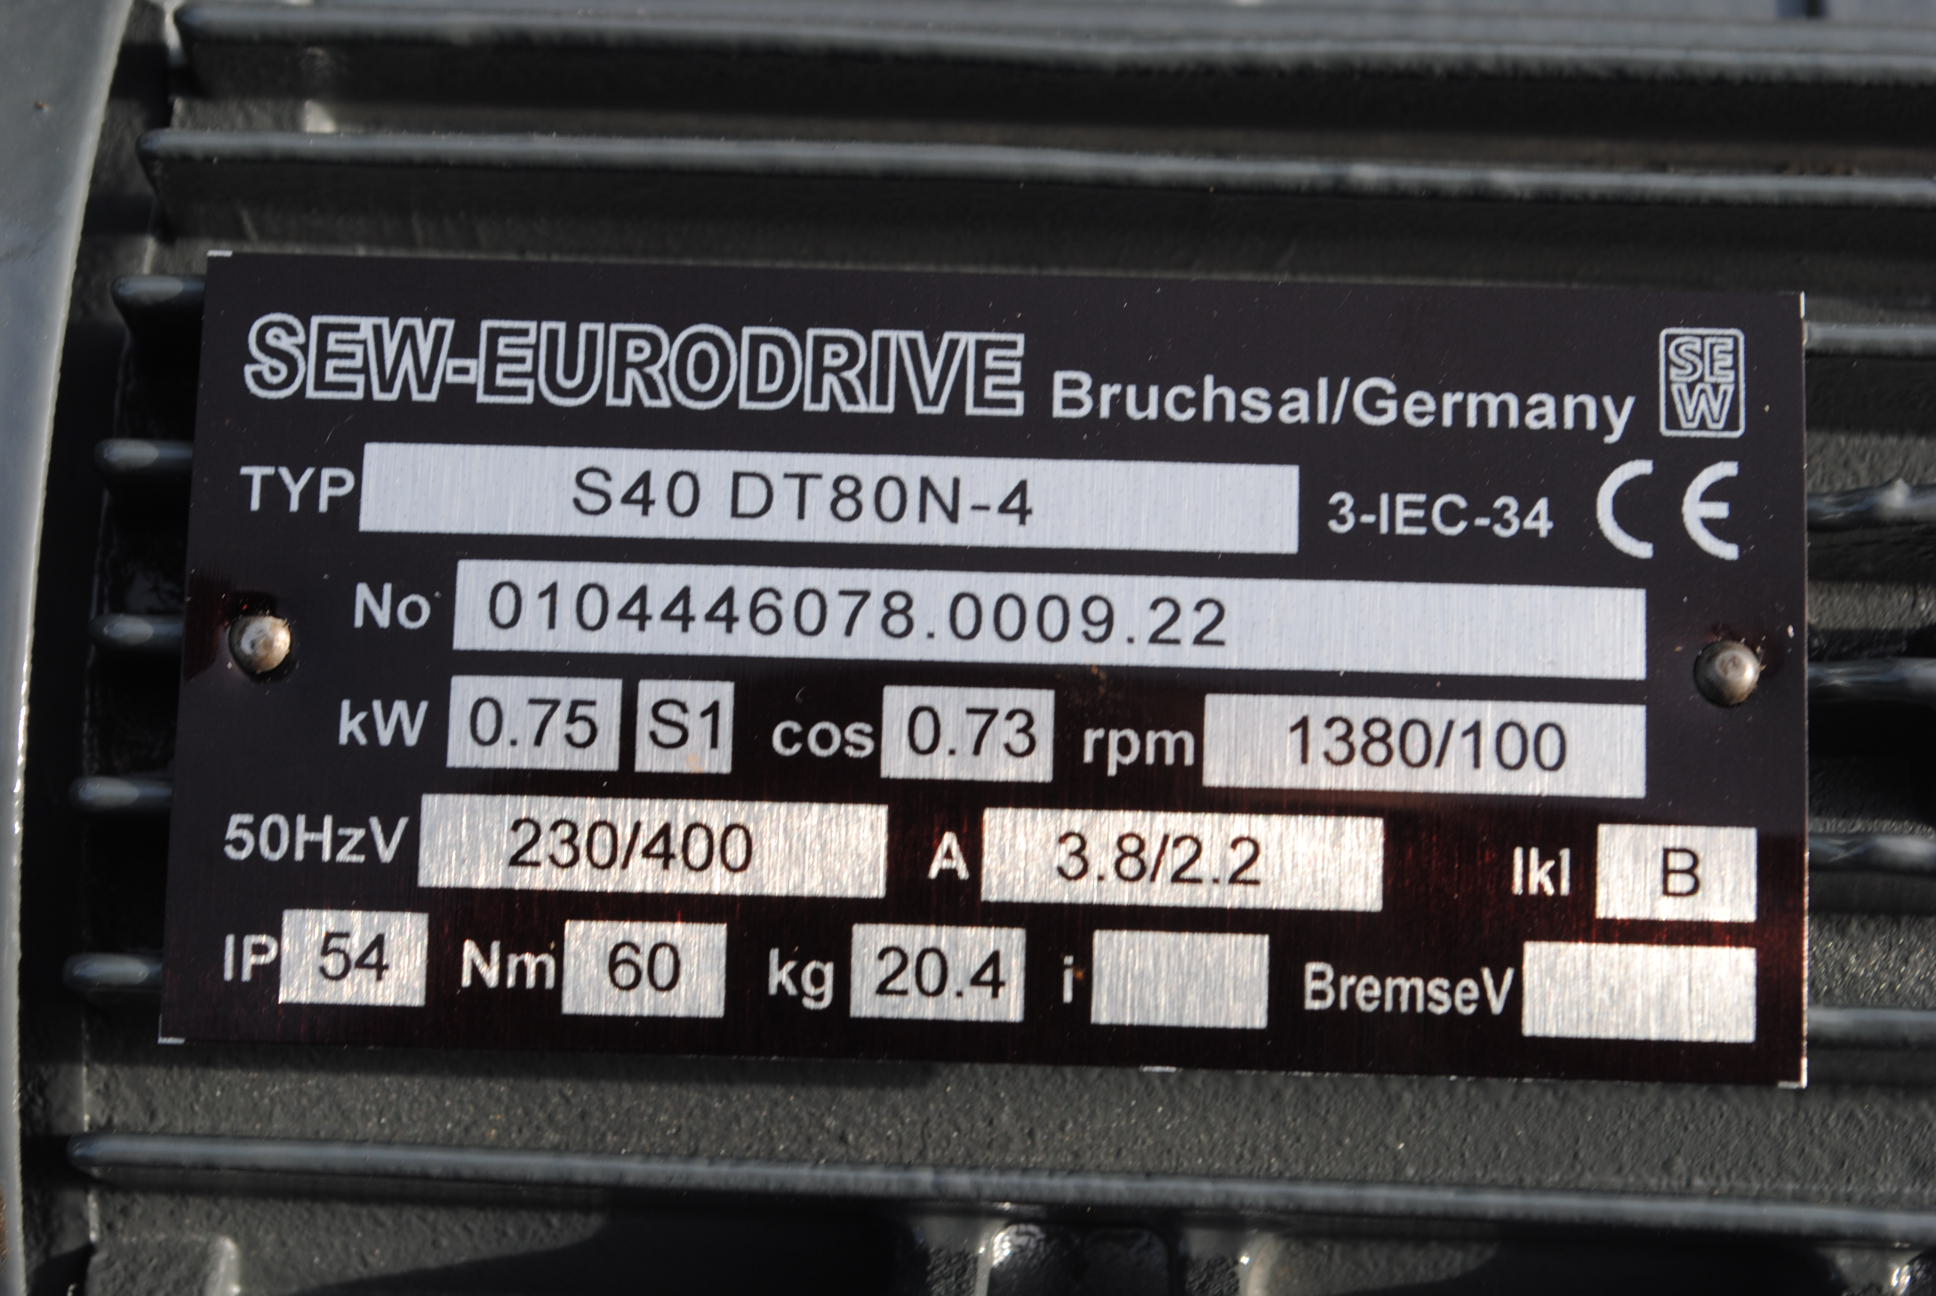 SEW-EURODRIVE Bruchsal/Germany SEW
TYP S40 DT80N-4 3-IEC-34 CE
No 0104446078.0009.22
kW 0.75 S1 cos 0.73 rpm 1380/100
50HzV 230/400 A 3.8/2.2 Ikl B
IP 54 Nm 60 kg 20.4 i BremseV